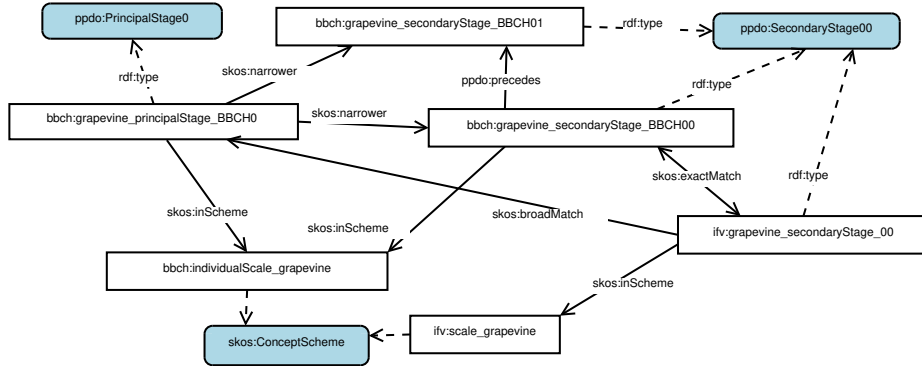 ppdo:PrincipalStage0
bbch:grapevine_secondaryStage_BBCH01
rdf:type
ppdo:SecondaryStage00
rdf:type
skos:narrower
ppdo:precedes
rdf:type
bbch:grapevine_principalStage_BBCH0
skos:narrower
bbch:grapevine_secondaryStage_BBCH00
skos:exactMatch
rdf:type
skos:inScheme
skos:broadMatch
skos:inScheme
ifv:grapevine_secondaryStage_00
bbch:individualScale_grapevine
skos:inScheme
ifv:scale_grapevine
skos:ConceptScheme